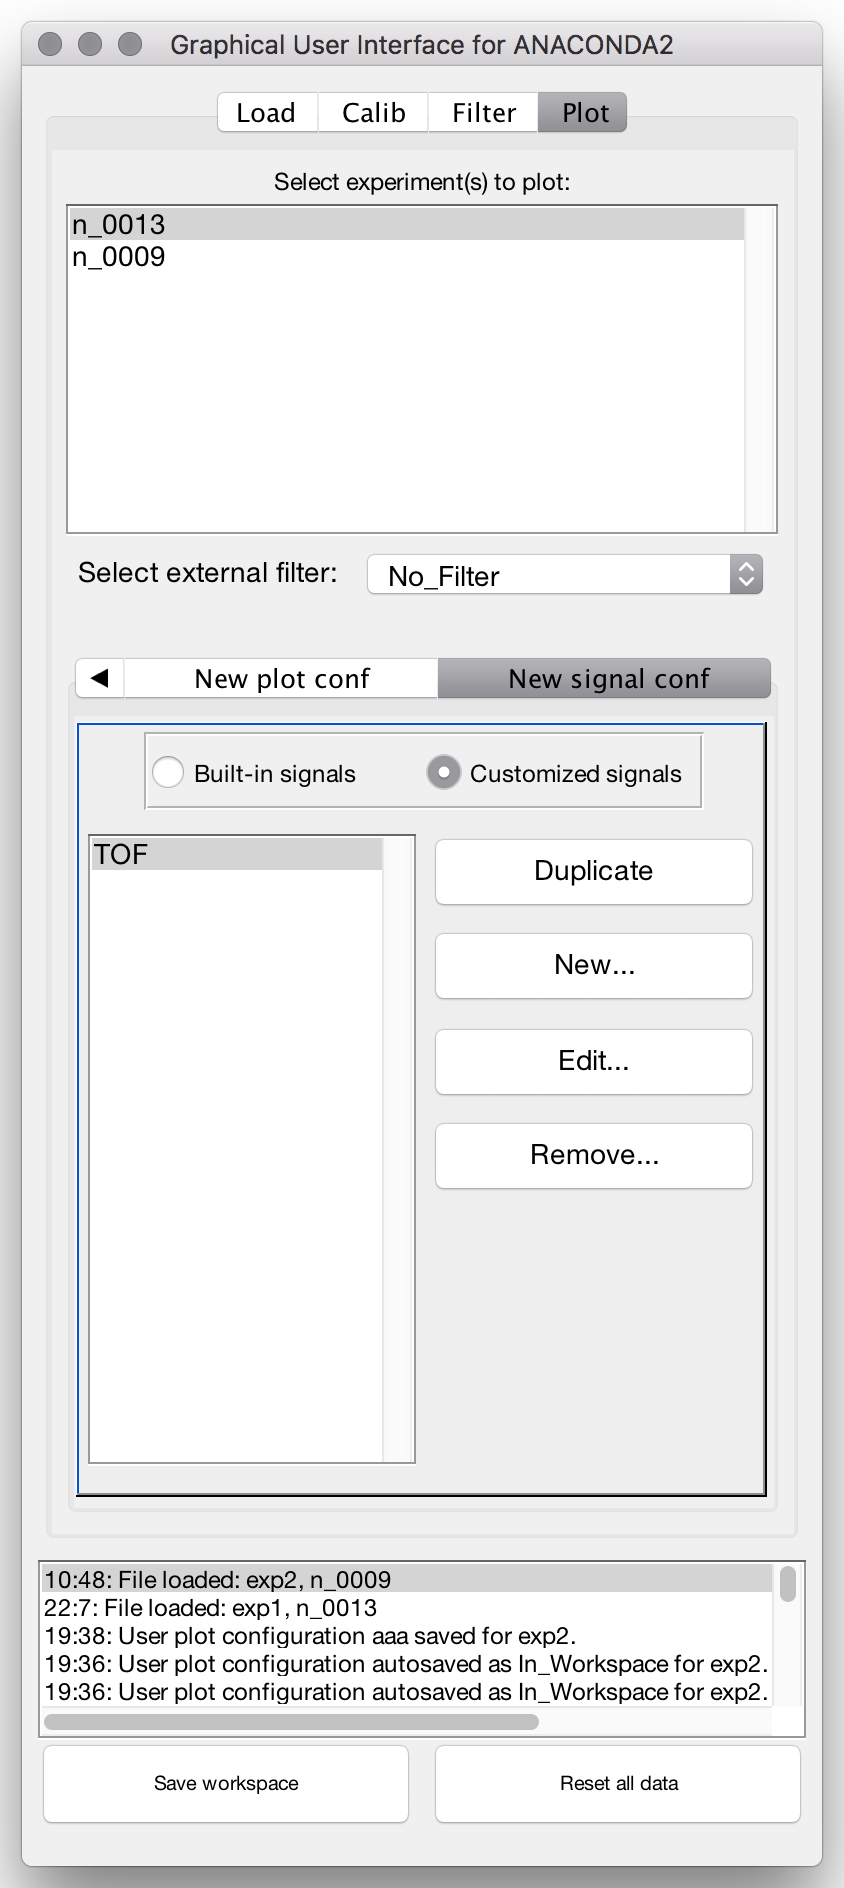 Graphical User Interface for ANACONDA2
Load Calib Filter Plot
Select experiment(s) to plot:
n_0013
n_0009
Select external filter: No_Filter
◀ New plot conf New signal conf
Built-in signals Customized signals
TOF
Duplicate
New...
Edit...
Remove...
10:48: File loaded: exp2, n_0009
22:7: File loaded: exp1, n_0013
19:38: User plot configuration aaa saved for exp2.
19:36: User plot configuration autosaved as In_Workspace for exp2.
19:36: User plot configuration autosaved as In_Workspace for exp2.
Save workspace Reset all data